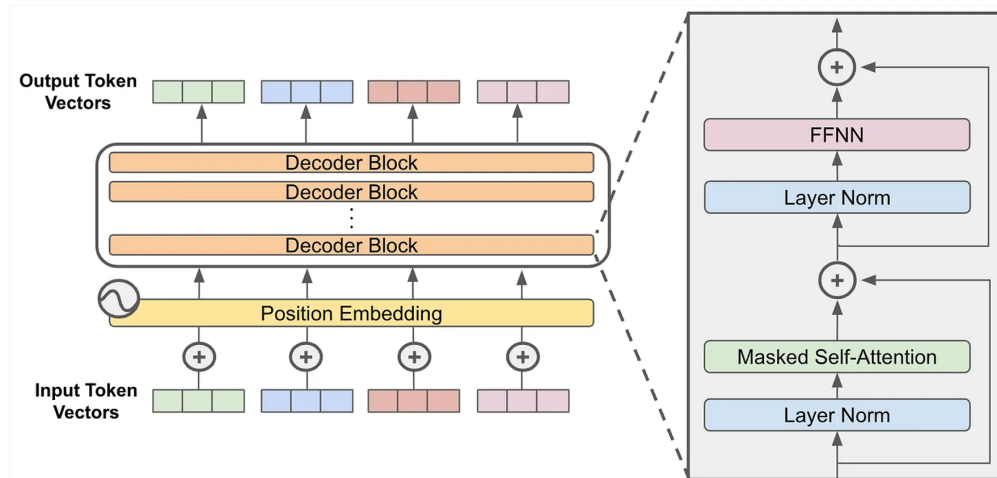 Output Token
Vectors
Decoder Block
Decoder Block
Decoder Block
Position Embedding
Input Token
Vectors
FFNN
Layer Norm
Masked Self-Attention
Layer Norm